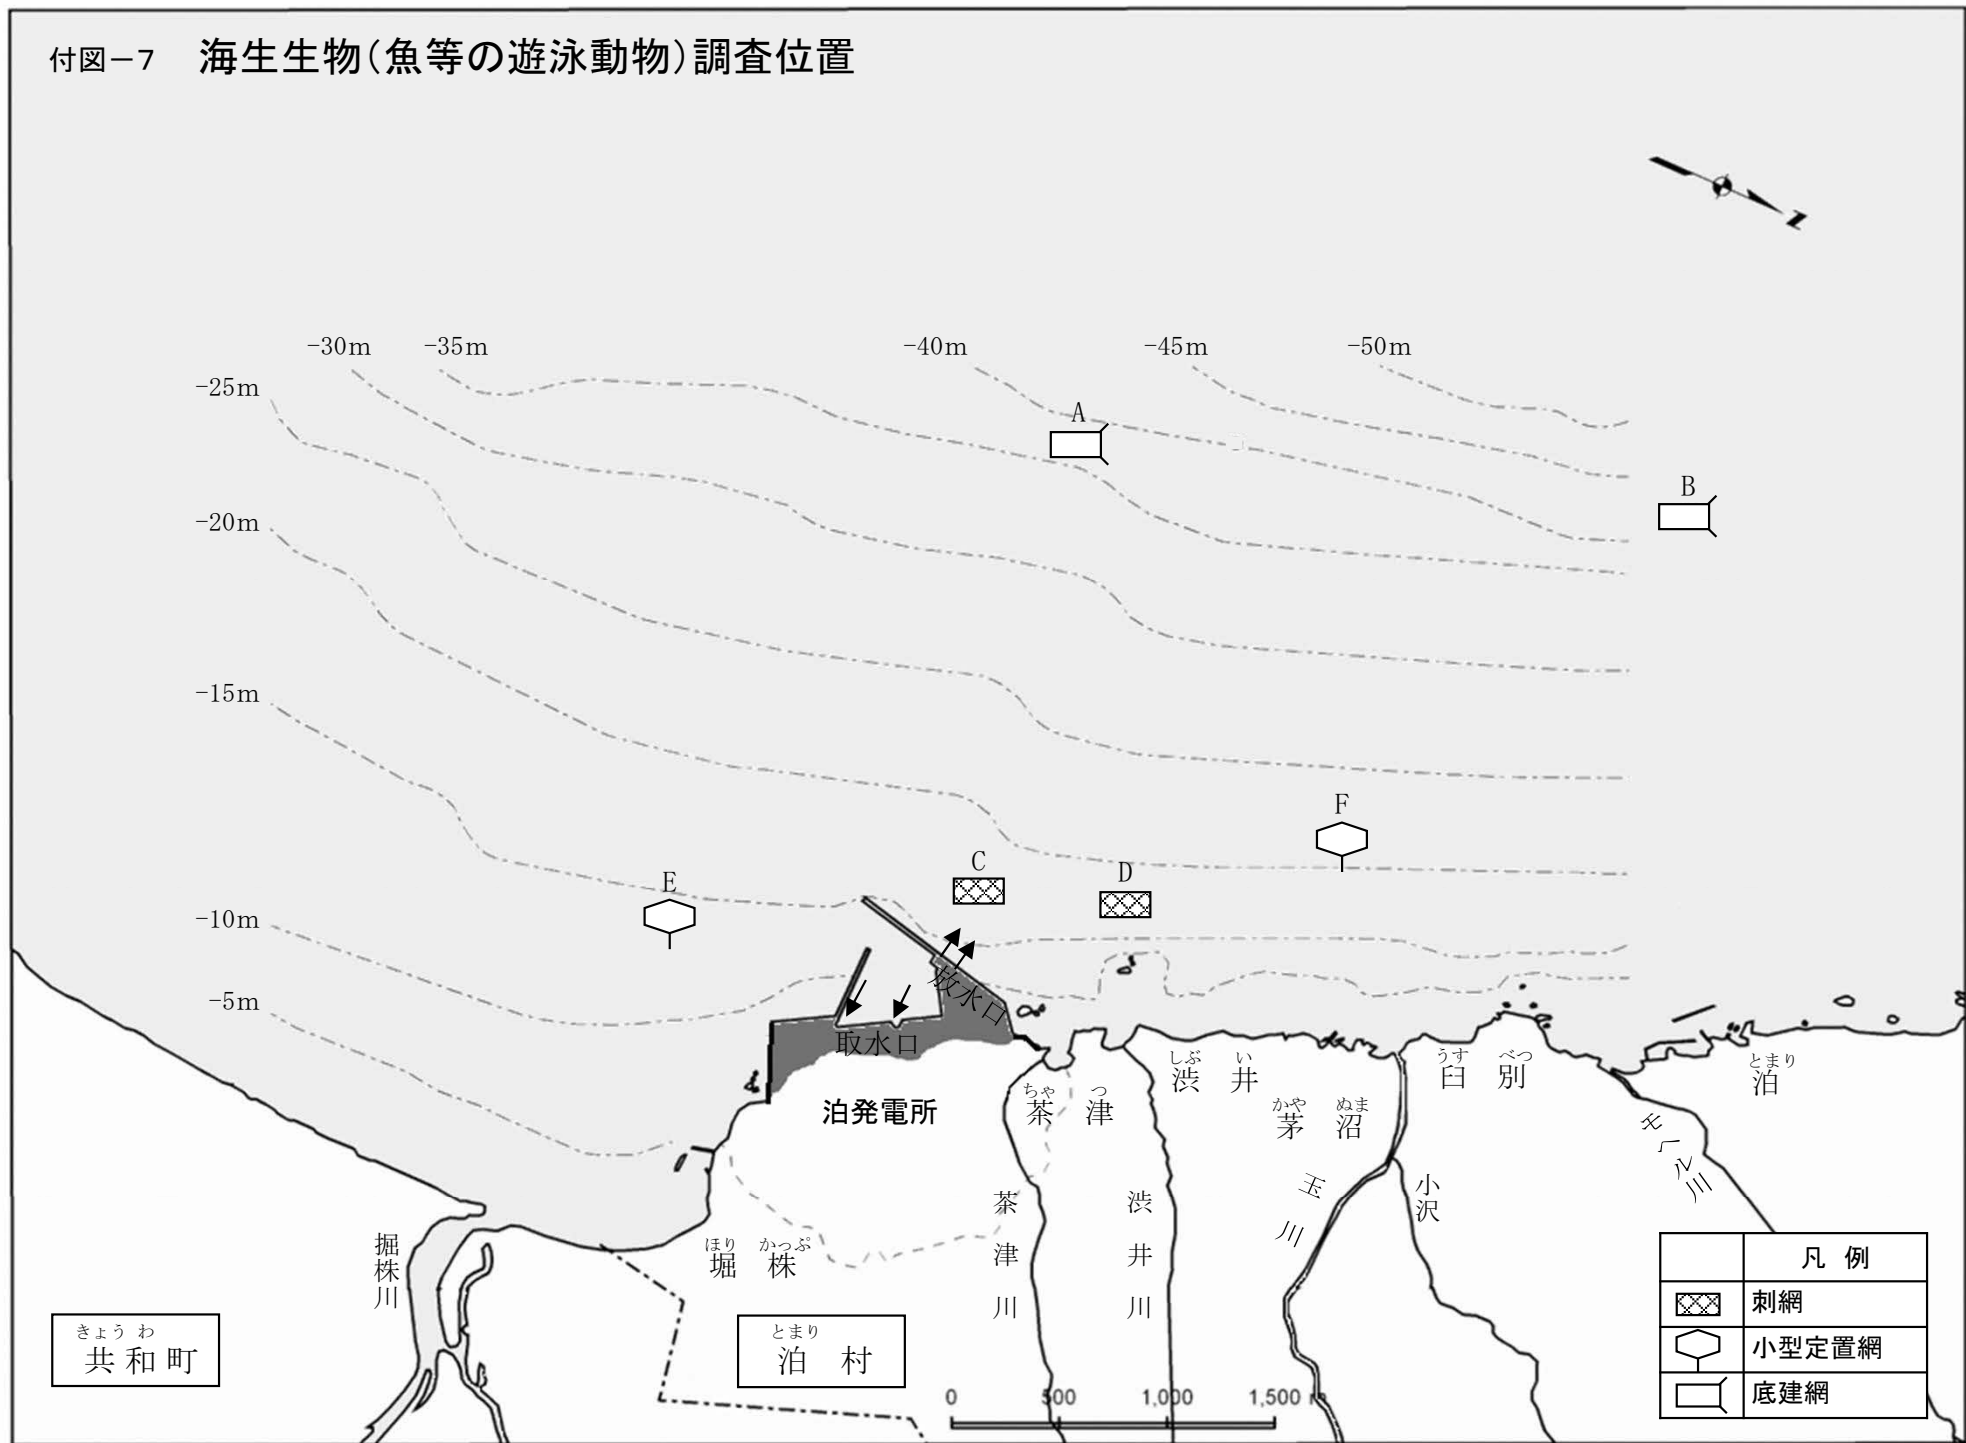 付図－7 海生生物(魚等の遊泳動物)調査位置
Z
-30m -35m -40m -45m -50m
-25m
A
B
-20m
-15m
F
C
D
E
-10m
-5m
放水口
取水口
泊発電所
ちゃ つ
茶 津
しぶ い
渋 井
かや ぬま
茅 沼
うす べつ
臼 別
とまり
泊
モヘル川
茶津川
渋井川
玉川
小沢
ほり かっぷ
堀 株
掘株川
きょう わ
共和町
とまり
泊 村
0 500 1,000 1,500 m
凡 例
刺網
小型定置網
底建網